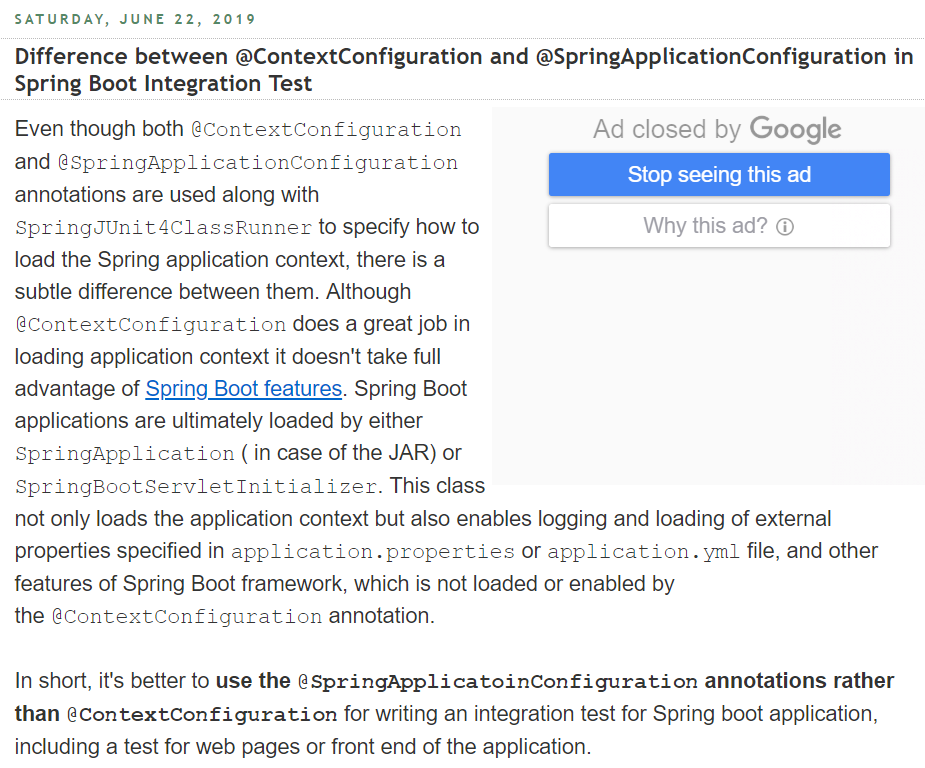 SATURDAY, JUNE 22, 2019
Difference between @ContextConfiguration and @SpringApplicationConfiguration in
Spring Boot Integration Test
Even though both @ContextConfiguration
and @SpringApplicationConfiguration
annotations are used along with
SpringJUnit4ClassRunner to specify how to
load the Spring application context, there is a
subtle difference between them. Although
@ContextConfiguration does a great job in
loading application context it doesn't take full
advantage of Spring Boot features. Spring Boot
applications are ultimately loaded by either
SpringApplication ( in case of the JAR) or
SpringBootServletInitializer. This class
not only loads the application context but also enables logging and loading of external
properties specified in application.properties or application.yml file, and other
features of Spring Boot framework, which is not loaded or enabled by
the @ContextConfiguration annotation.
In short, it's better to use the @SpringApplicatoinConfiguration annotations rather
than @ContextConfiguration for writing an integration test for Spring boot application,
including a test for web pages or front end of the application.
Ad closed by Google
Stop seeing this ad
Why this ad?